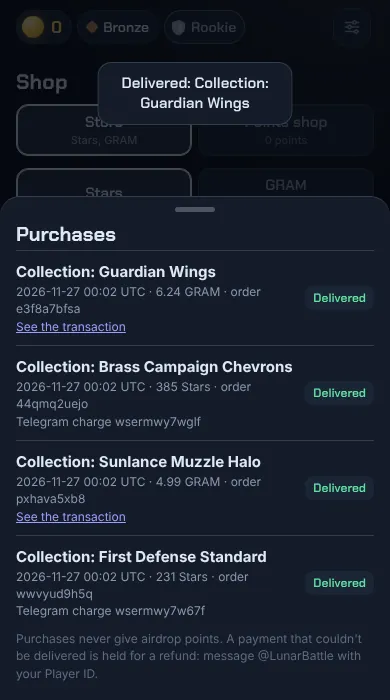 0
Bronze
Rookie
Shop
Delivered: Collection:
Guardian Wings
Stars, GRAM
0 points
Stars
GRAM
Purchases
Collection: Guardian Wings
2026-11-27 00:02 UTC · 6.24 GRAM · order
e3f8a7bfsa
Delivered
See the transaction
Collection: Brass Campaign Chevrons
2026-11-27 00:02 UTC · 385 Stars · order
44qmq2uejo
Delivered
Telegram charge wsermwy7wglf
Collection: Sunlance Muzzle Halo
2026-11-27 00:02 UTC · 4.99 GRAM · order
pxhava5xb8
Delivered
See the transaction
Collection: First Defense Standard
2026-11-27 00:02 UTC · 231 Stars · order
wwvyud9h5q
Delivered
Telegram charge wsermwy7w67f
Purchases never give airdrop points. A payment that couldn't
be delivered is held for a refund: message @LunarBattle with
your Player ID.